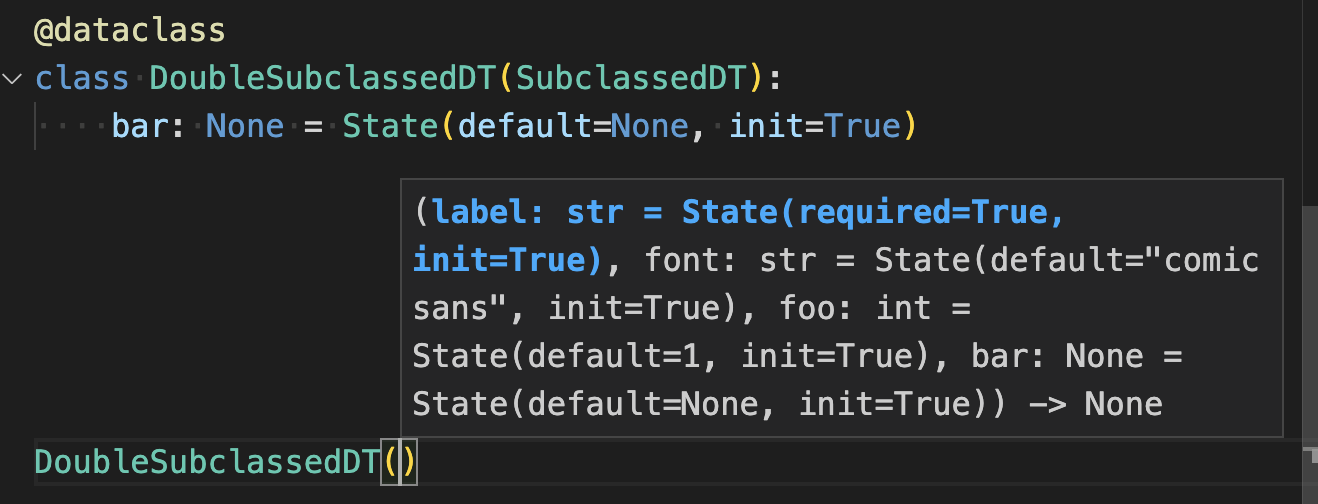 @dataclass
class DoubleSubclassedDT(SubclassedDT):
    bar: None = State(default=None, init=True)
(label: str = State(required=True,
init=True), font: str = State(default="comic
sans", init=True), foo: int =
State(default=1, init=True), bar: None =
State(default=None, init=True)) -> None
DoubleSubclassedDT()